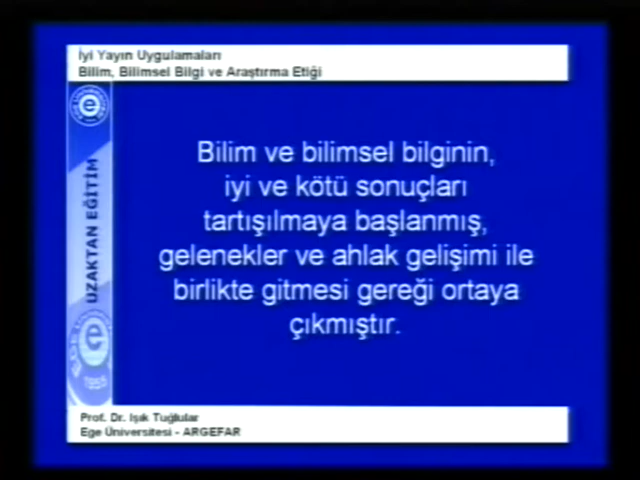 İyi Yayın Uygulamaları
Bilim, Bilimsel Bilgi ve Araştırma Etiği
UZAKTAN EĞİTİM
Bilim ve bilimsel bilginin,
iyi ve kötü sonuçları
tartışılmaya başlanmış,
gelenekler ve ahlak gelişimi ile
birlikte gitmesi gereği ortaya
çıkmıştır.
1955
Prof. Dr. Işık Tuğlular
Ege Üniversitesi - ARGEFAR